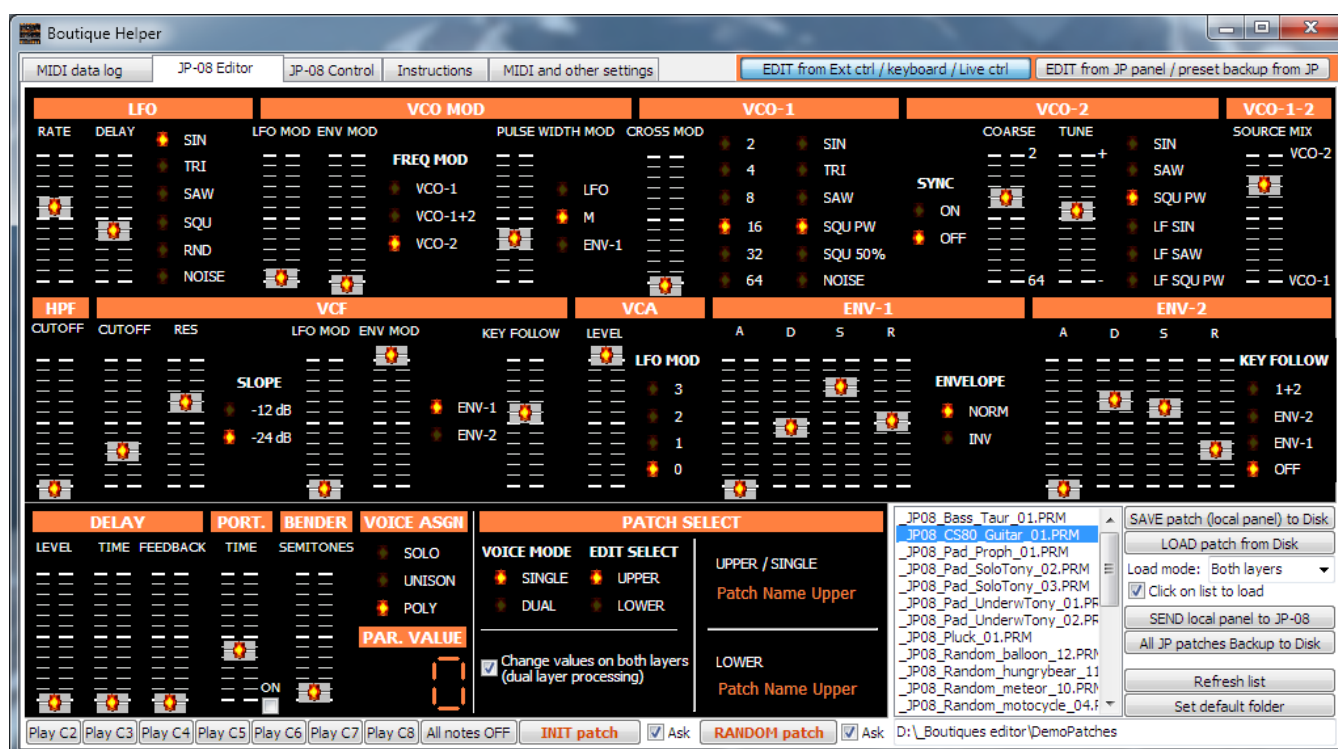 Boutique Helper
MIDI data log JP-08 Editor JP-08 Control Instructions MIDI and other settings EDIT from Ext ctrl / keyboard / Live ctrl EDIT from JP panel / preset backup from JP
LFO VCO MOD VCO-1 VCO-2 VCO-1-2
RATE DELAY LFO MOD ENV MOD PULSE WIDTH MOD CROSS MOD COARSE TUNE SOURCE MIX
SIN 2 SIN SIN
2 + VCO-2
TRI FREQ MOD 4 TRI SAW
SAW VCO-1 LFO 8 SAW SYNC SQU PW
SQU VCO-1+2 M 16 SQU PW ON LF SIN
RND VCO-2 ENV-1 32 SQU 50% OFF LF SAW
NOISE 64 NOISE 64 - LF SQU PW VCO-1
HPF VCF VCA ENV-1 ENV-2
CUTOFF CUTOFF RES LFO MOD ENV MOD KEY FOLLOW LEVEL A D S R A D S R
LFO MOD KEY FOLLOW
SLOPE 3 ENVELOPE 1+2
-12 dB ENV-1 2 NORM ENV-2
-24 dB ENV-2 1 INV ENV-1
0 OFF
DELAY PORT. BENDER VOICE ASGN PATCH SELECT
LEVEL TIME FEEDBACK TIME SEMITONES SOLO VOICE MODE EDIT SELECT UPPER / SINGLE
UNISON SINGLE UPPER Patch Name Upper
POLY DUAL LOWER
PAR. VALUE
0
Change values on both layers LOWER
(dual layer processing)
ON Patch Name Upper
_JP08_Bass_Taur_01.PRM
_JP08_CS80_Guitar_01.PRM
_JP08_Pad_Proph_01.PRM
_JP08_Pad_SoloTony_02.PRM
_JP08_Pad_SoloTony_03.PRM
_JP08_Pad_UnderwTony_01.PR
_JP08_Pad_UnderwTony_02.PR
_JP08_Pluck_01.PRM
_JP08_Random_balloon_12.PRM
_JP08_Random_hungrybear_11
_JP08_Random_meteor_10.PRM
_JP08_Random_motocycle_04.F
SAVE patch (local panel) to Disk
LOAD patch from Disk
Load mode: Both layers
Click on list to load
SEND local panel to JP-08
All JP patches Backup to Disk
Refresh list
Set default folder
Play C2 Play C3 Play C4 Play C5 Play C6 Play C7 Play C8 All notes OFF INIT patch Ask RANDOM patch Ask D:\_Boutiques editor\DemoPatches